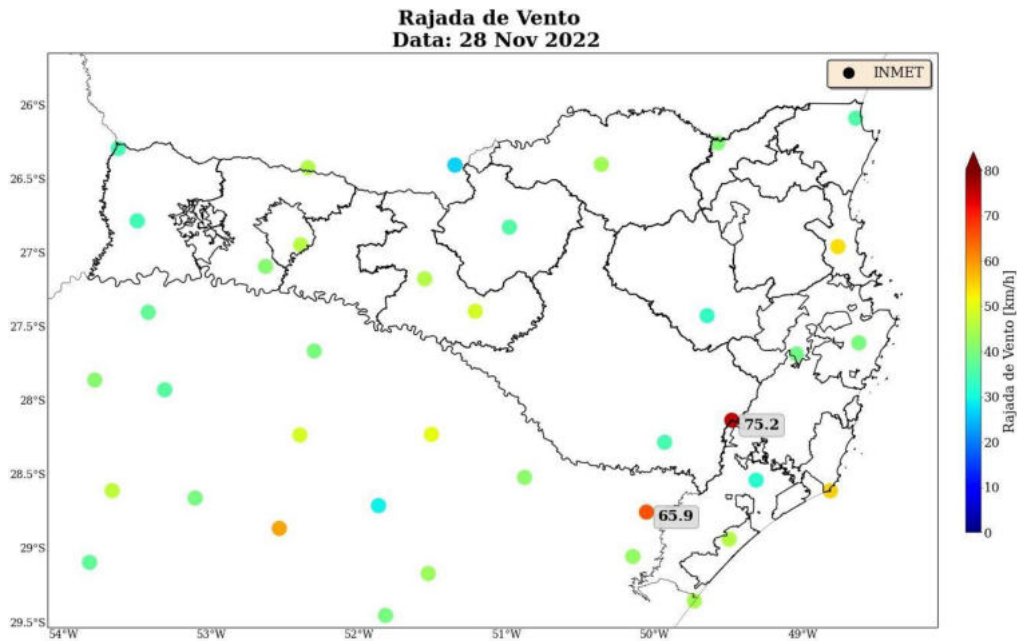 Rajada de Vento
Data: 28 Nov 2022
INMET
26°S
26.5°S
27°S
27.5°S
28°S
28.5°S
29°S
29.5°S
54°W
53°W
52°W
51°W
50°W
49°W
75.2
65.9
80
70
60
50
40
30
20
10
0
Rajada de Vento [km/h]